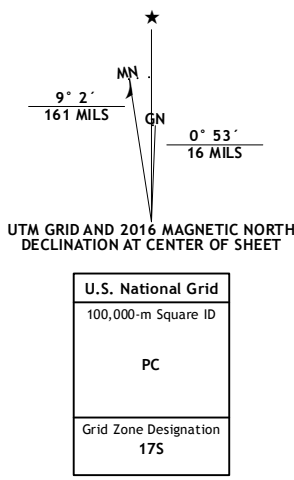 ★
MN
GN
9° 2´
161 MILS
0° 53´
16 MILS
UTM GRID AND 2016 MAGNETIC NORTH
DECLINATION AT CENTER OF SHEET
U.S. National Grid
100,000-m Square ID
PC
Grid Zone Designation
17S